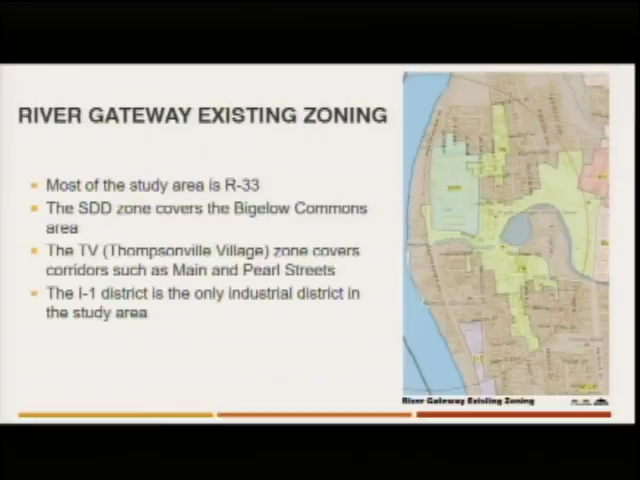 RIVER GATEWAY EXISTING ZONING
Most of the study area is R-33
The SDD zone covers the Bigelow Commons
area
The TV (Thompsonville Village) zone covers
corridors such as Main and Pearl Streets
The I-1 district is the only industrial district in
the study area
River Gateway Existing Zoning